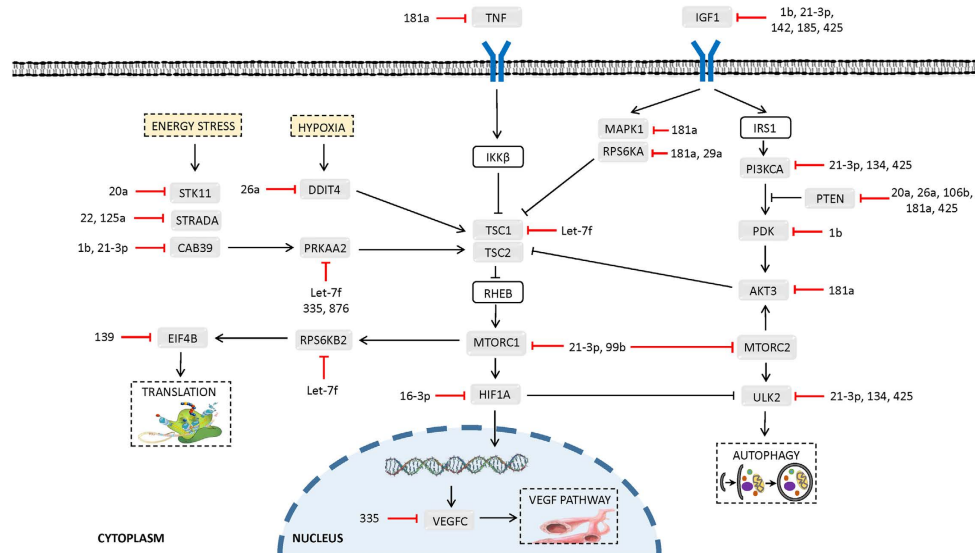 181a
TNF
IGF1
1b, 21-3p,
142, 185, 425
ENERGY STRESS
HYPOXIA
MAPK1
181a
IRS1
IKKβ
RPS6KA
181a, 29a
PI3KCA
21-3p, 134, 425
20a
STK11
26a
DDIT4
PTEN
20a, 26a, 106b,
181a, 425
22, 125a
STRADA
TSC1
Let-7f
PDK
1b
1b, 21-3p
CAB39
PRKAA2
TSC2
Let-7f
335, 876
RHEB
AKT3
181a
139
EIF4B
RPS6KB2
MTORC1
21-3p, 99b
MTORC2
TRANSLATION
Let-7f
16-3p
HIF1A
ULK2
21-3p, 134, 425
AUTOPHAGY
VEGF PATHWAY
335
VEGFC
CYTOPLASM
NUCLEUS